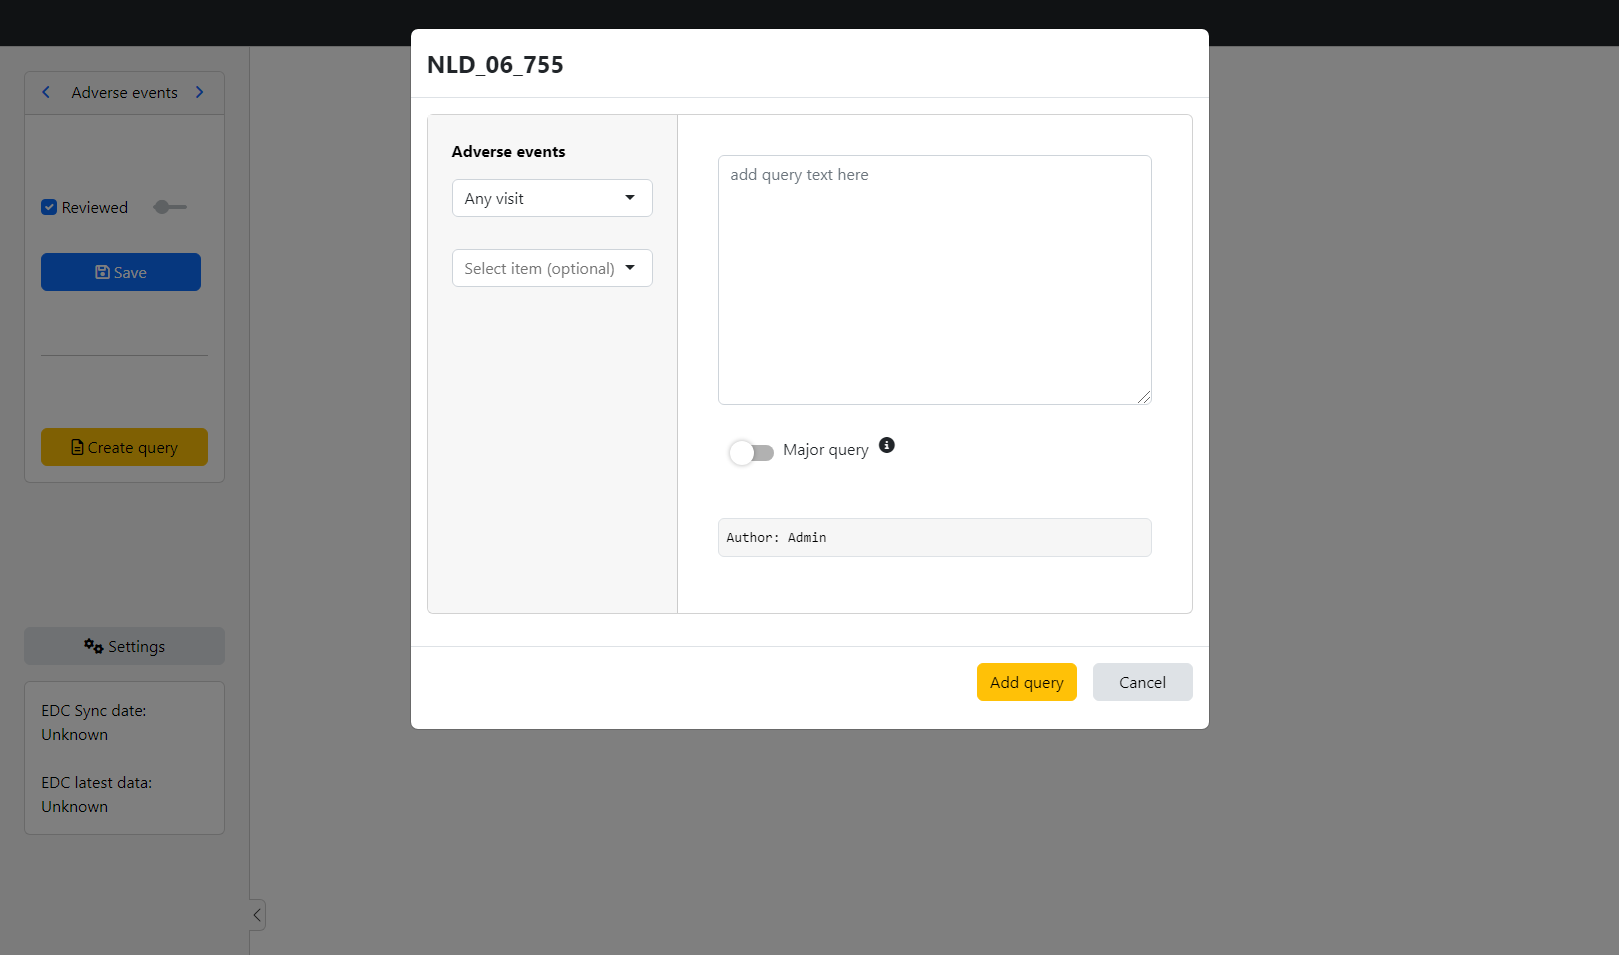 NLD_06_755
Adverse events
Reviewed
Save
Create query
Settings
EDC Sync date:
Unknown
EDC latest data:
Unknown
Adverse events
Any visit
Select item (optional)
add query text here
Major query
Author: Admin
Add query
Cancel